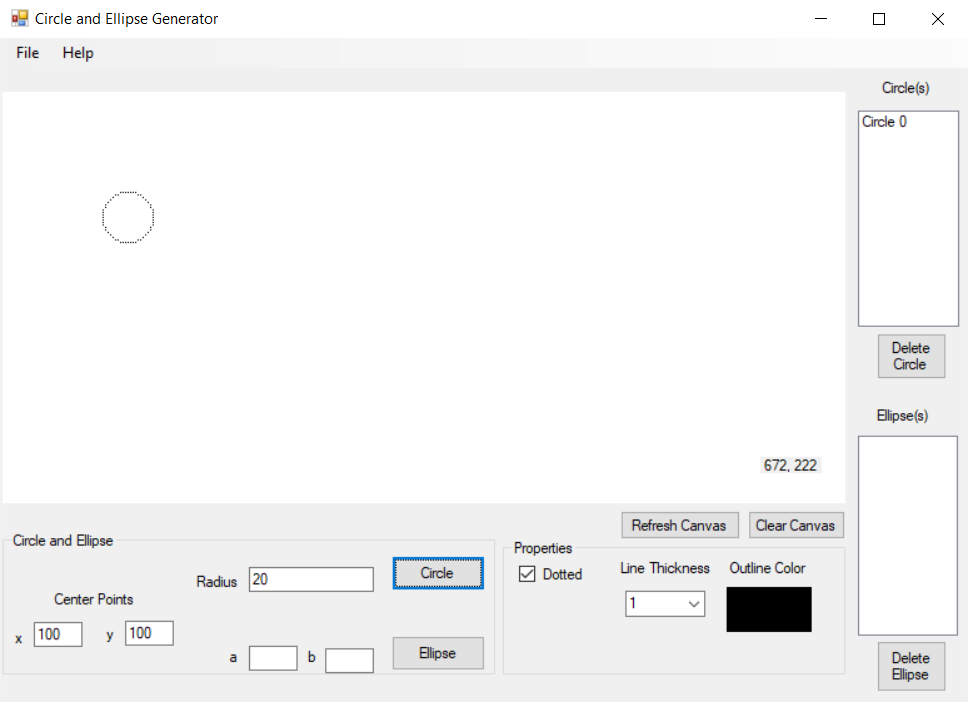 Circle and Ellipse Generator
File Help
Circle(s)
Circle 0
Delete
Circle
Ellipse(s)
672, 222
Refresh Canvas Clear Canvas
Circle and Ellipse
Radius 20 Circle
Center Points
x 100 y 100
a b Ellipse
Properties
Dotted Line Thickness Outline Color
1
Delete
Ellipse